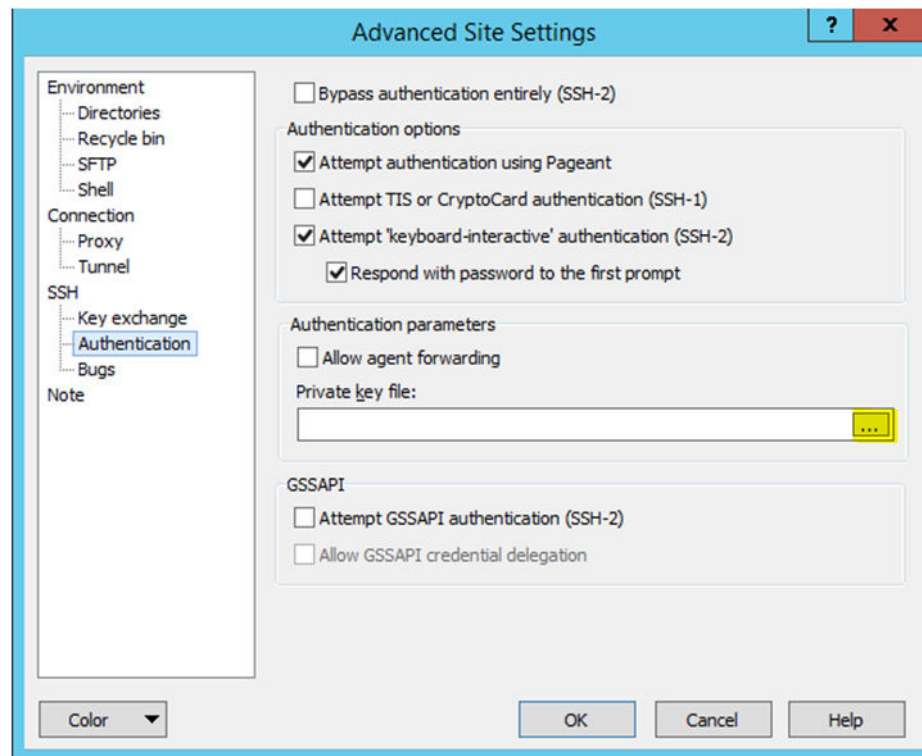 Advanced Site Settings
?
x
Environment
Directories
Recycle bin
SFTP
Shell
Connection
Proxy
Tunnel
SSH
Key exchange
Authentication
Bugs
Note
Bypass authentication entirely (SSH-2)
Authentication options
Attempt authentication using Pageant
Attempt TIS or CryptoCard authentication (SSH-1)
Attempt 'keyboard-interactive' authentication (SSH-2)
Respond with password to the first prompt
Authentication parameters
Allow agent forwarding
Private key file:
...
GSSAPI
Attempt GSSAPI authentication (SSH-2)
Allow GSSAPI credential delegation
Color
OK
Cancel
Help